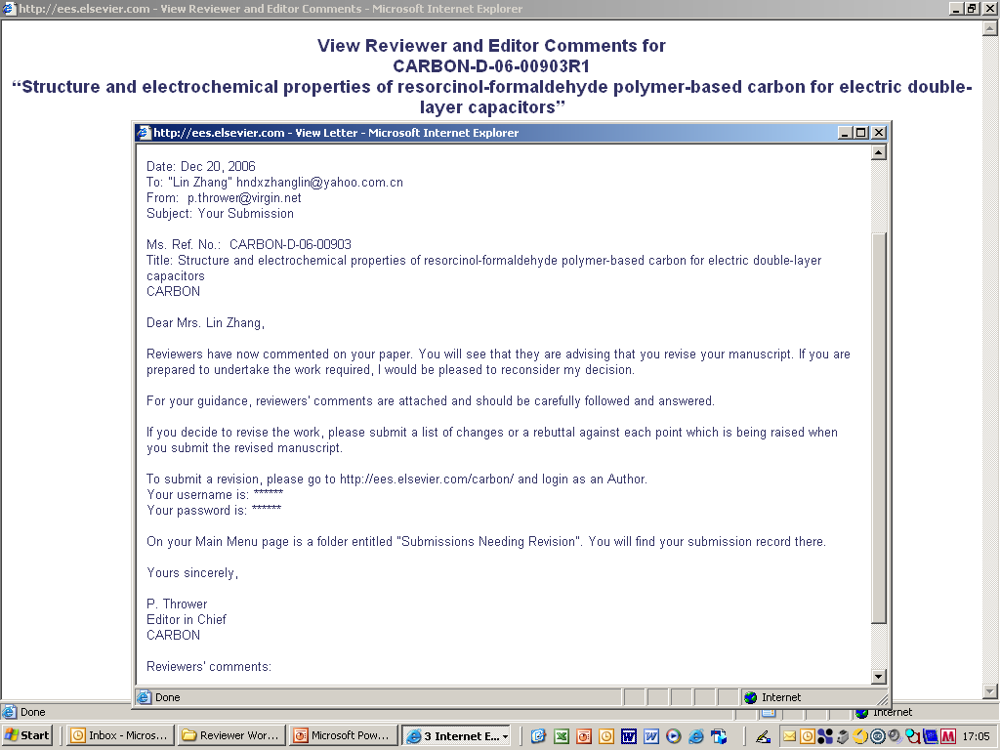 http://ees.elsevier.com - View Reviewer and Editor Comments - Microsoft Internet Explorer
View Reviewer and Editor Comments for
CARBON-D-06-00903R1
“Structure and electrochemical properties of resorcinol-formaldehyde polymer-based carbon for electric double-
layer capacitors”
http://ees.elsevier.com - View Letter - Microsoft Internet Explorer
Date: Dec 20, 2006
To: "Lin Zhang" hndxzhanglin@yahoo.com.cn
From: p.thrower@virgin.net
Subject: Your Submission
Ms. Ref. No.: CARBON-D-06-00903
Title: Structure and electrochemical properties of resorcinol-formaldehyde polymer-based carbon for electric double-layer
capacitors
CARBON
Dear Mrs. Lin Zhang,
Reviewers have now commented on your paper. You will see that they are advising that you revise your manuscript. If you are
prepared to undertake the work required, I would be pleased to reconsider my decision.
For your guidance, reviewers' comments are attached and should be carefully followed and answered.
If you decide to revise the work, please submit a list of changes or a rebuttal against each point which is being raised when
you submit the revised manuscript.
To submit a revision, please go to http://ees.elsevier.com/carbon/ and login as an Author.
Your username is: ******
Your password is: ******
On your Main Menu page is a folder entitled "Submissions Needing Revision". You will find your submission record there.
Yours sincerely,
P. Thrower
Editor in Chief
CARBON
Reviewers' comments:
Done
Internet
Done
Internet
Start
Inbox - Micros...
Reviewer Wor...
Microsoft Pow...
3 Internet E...
17:05